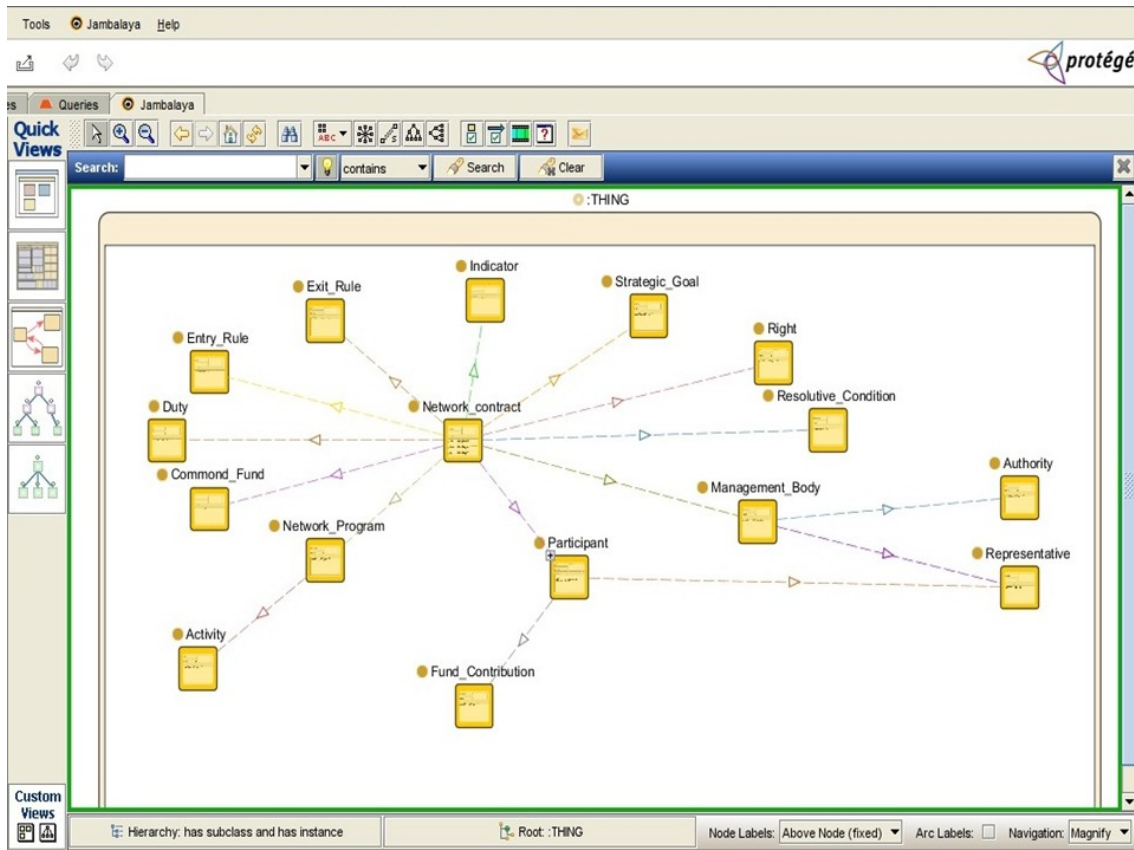 Tools Jambalaya Help
protégé
es Queries Jambalaya
Quick
Views
ABC
Search: contains Search Clear
:THING
Indicator
Exit_Rule
Strategic_Goal
Entry_Rule
Right
Duty
Network_contract
Resolutive_Condition
Commond_Fund
Management_Body
Authority
Network_Program
Participant
Representative
Activity
Fund_Contribution
Custom
Views
Hierarchy: has subclass and has instance Root: :THING Node Labels: Above Node (fixed) Arc Labels: Navigation: Magnify